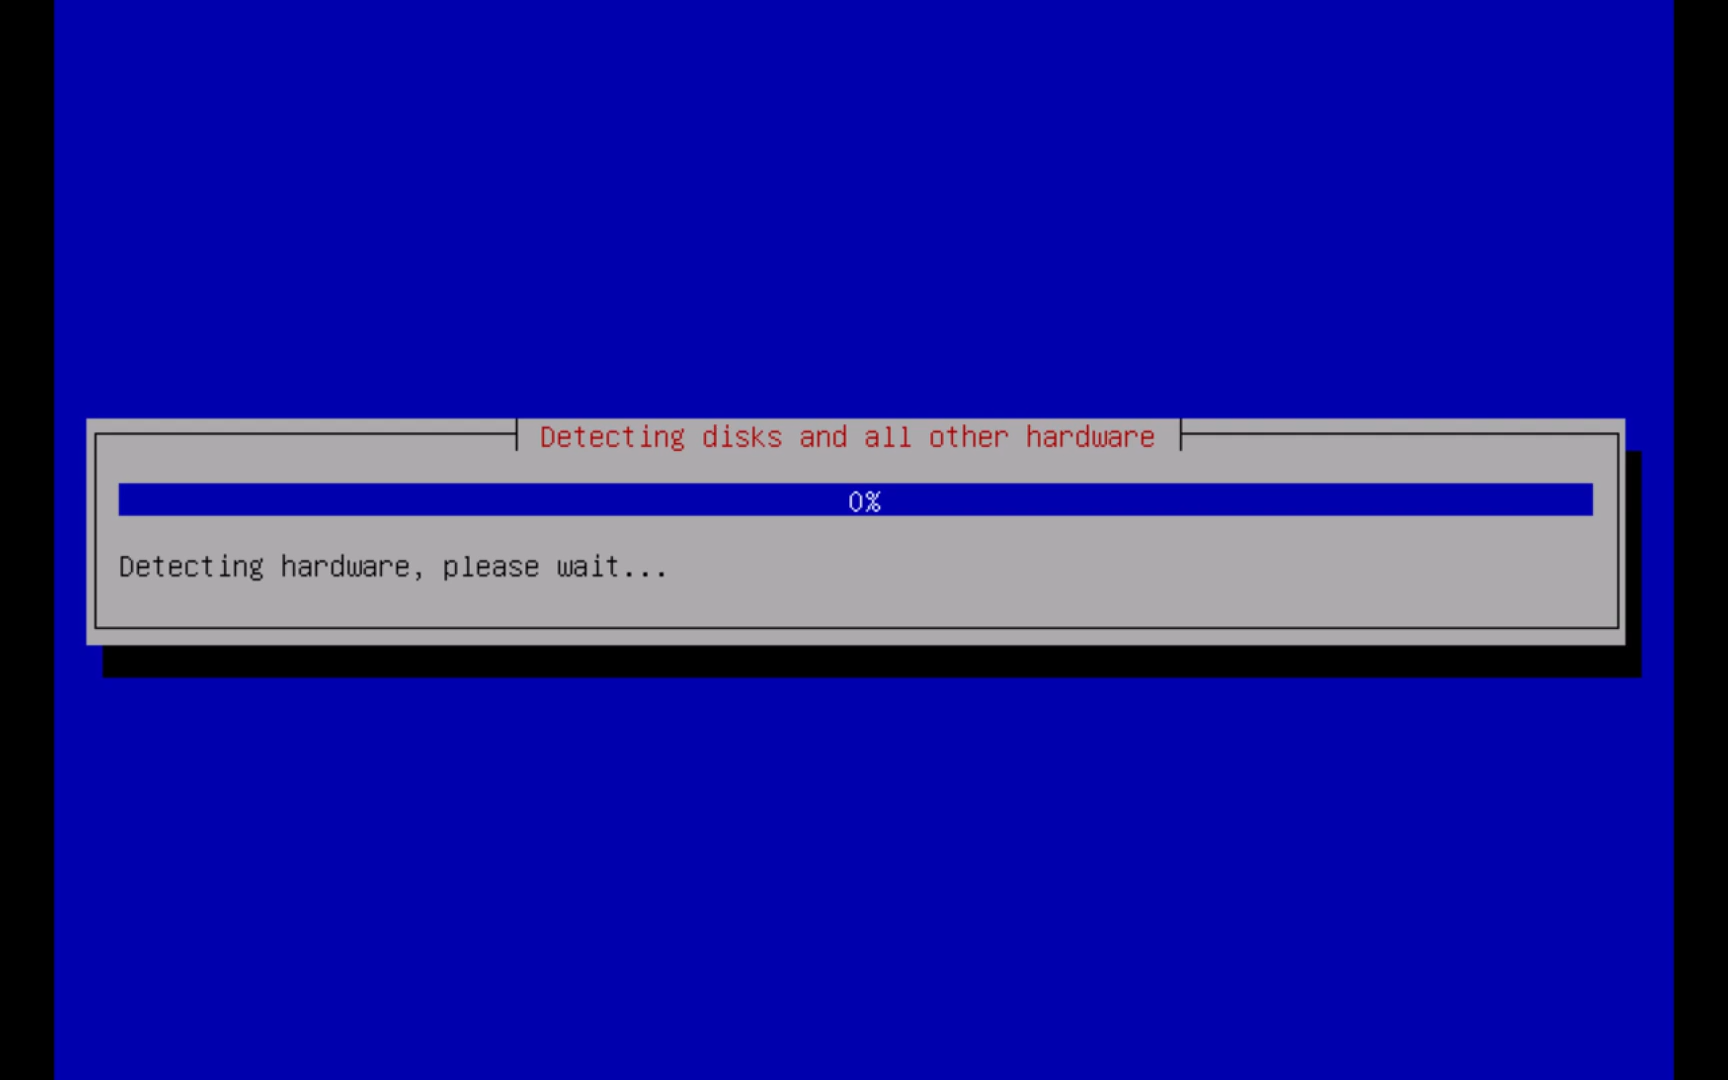 Detecting disks and all other hardware
0%
Detecting hardware, please wait...